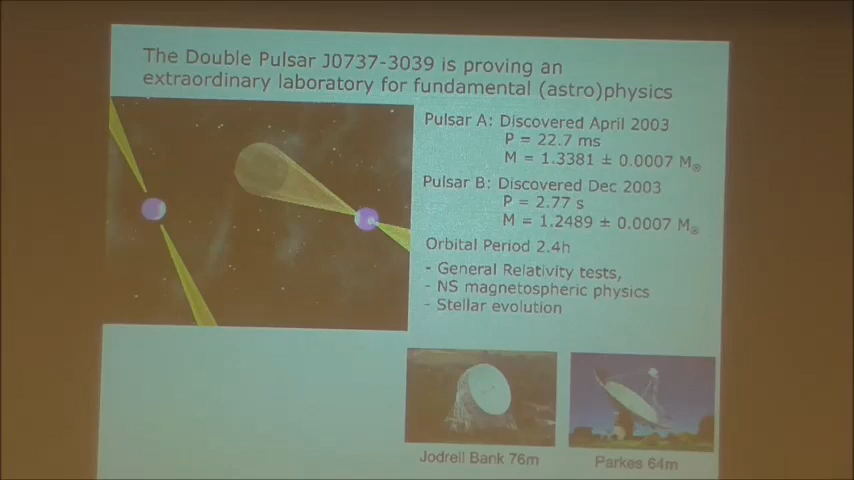 The Double Pulsar J0737-3039 is proving an
extraordinary laboratory for fundamental (astro)physics
Pulsar A: Discovered April 2003
P = 22.7 ms
M = 1.3381 ± 0.0007 M⊙
Pulsar B: Discovered Dec 2003
P = 2.77 s
M = 1.2489 ± 0.0007 M⊙
Orbital Period 2.4h
- General Relativity tests,
- NS magnetospheric physics
- Stellar evolution
Jodrell Bank 76m
Parkes 64m